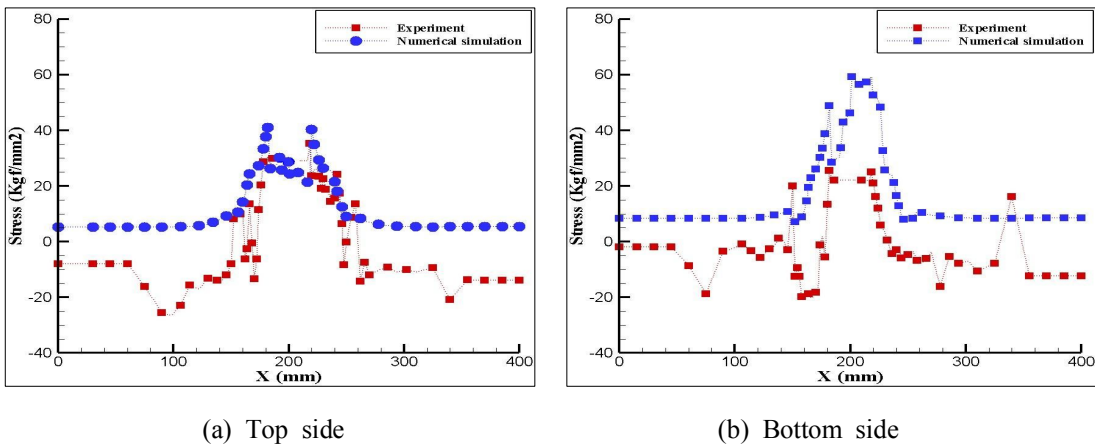 80
60
40
20
0
-20
-40
Stress (Kgf/mm2)
0
100
200
300
400
X (mm)
Experiment
Numerical simulation
(a) Top side
80
60
40
20
0
-20
-40
Stress (Kgf/mm2)
0
100
200
300
400
X (mm)
Experiment
Numerical simulation
(b) Bottom side